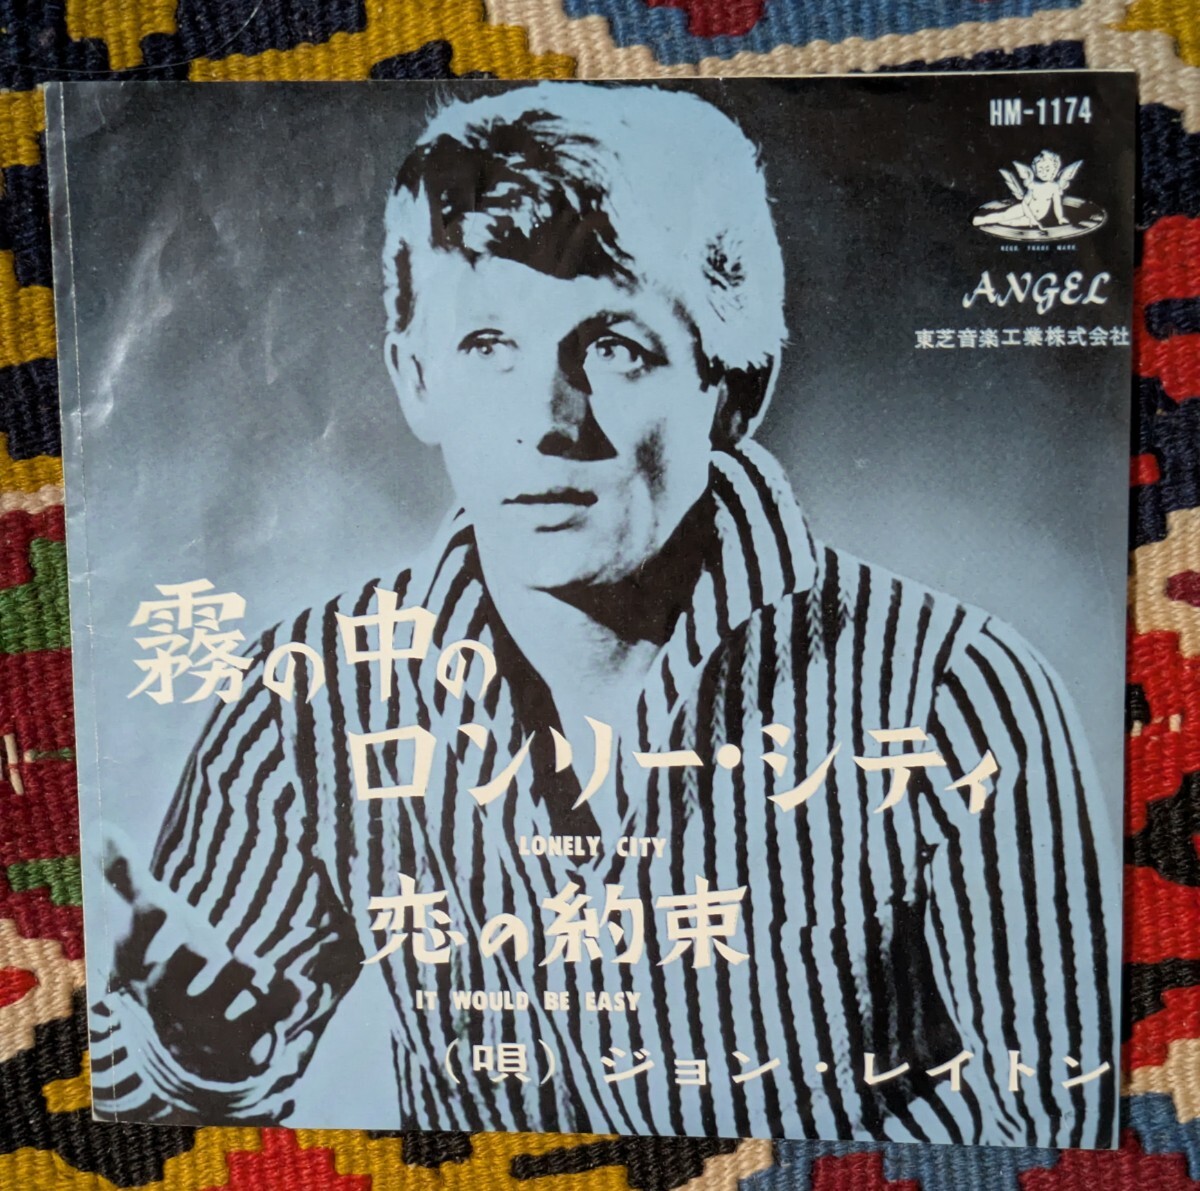 HM-1174
REGD. TRADE MARK.
ANGEL
東芝音楽工業株式会社
霧の中の
ロンリー・シティ
LONELY CITY
恋の約束
IT WOULD BE EASY
(唄) ジョン・レイトン